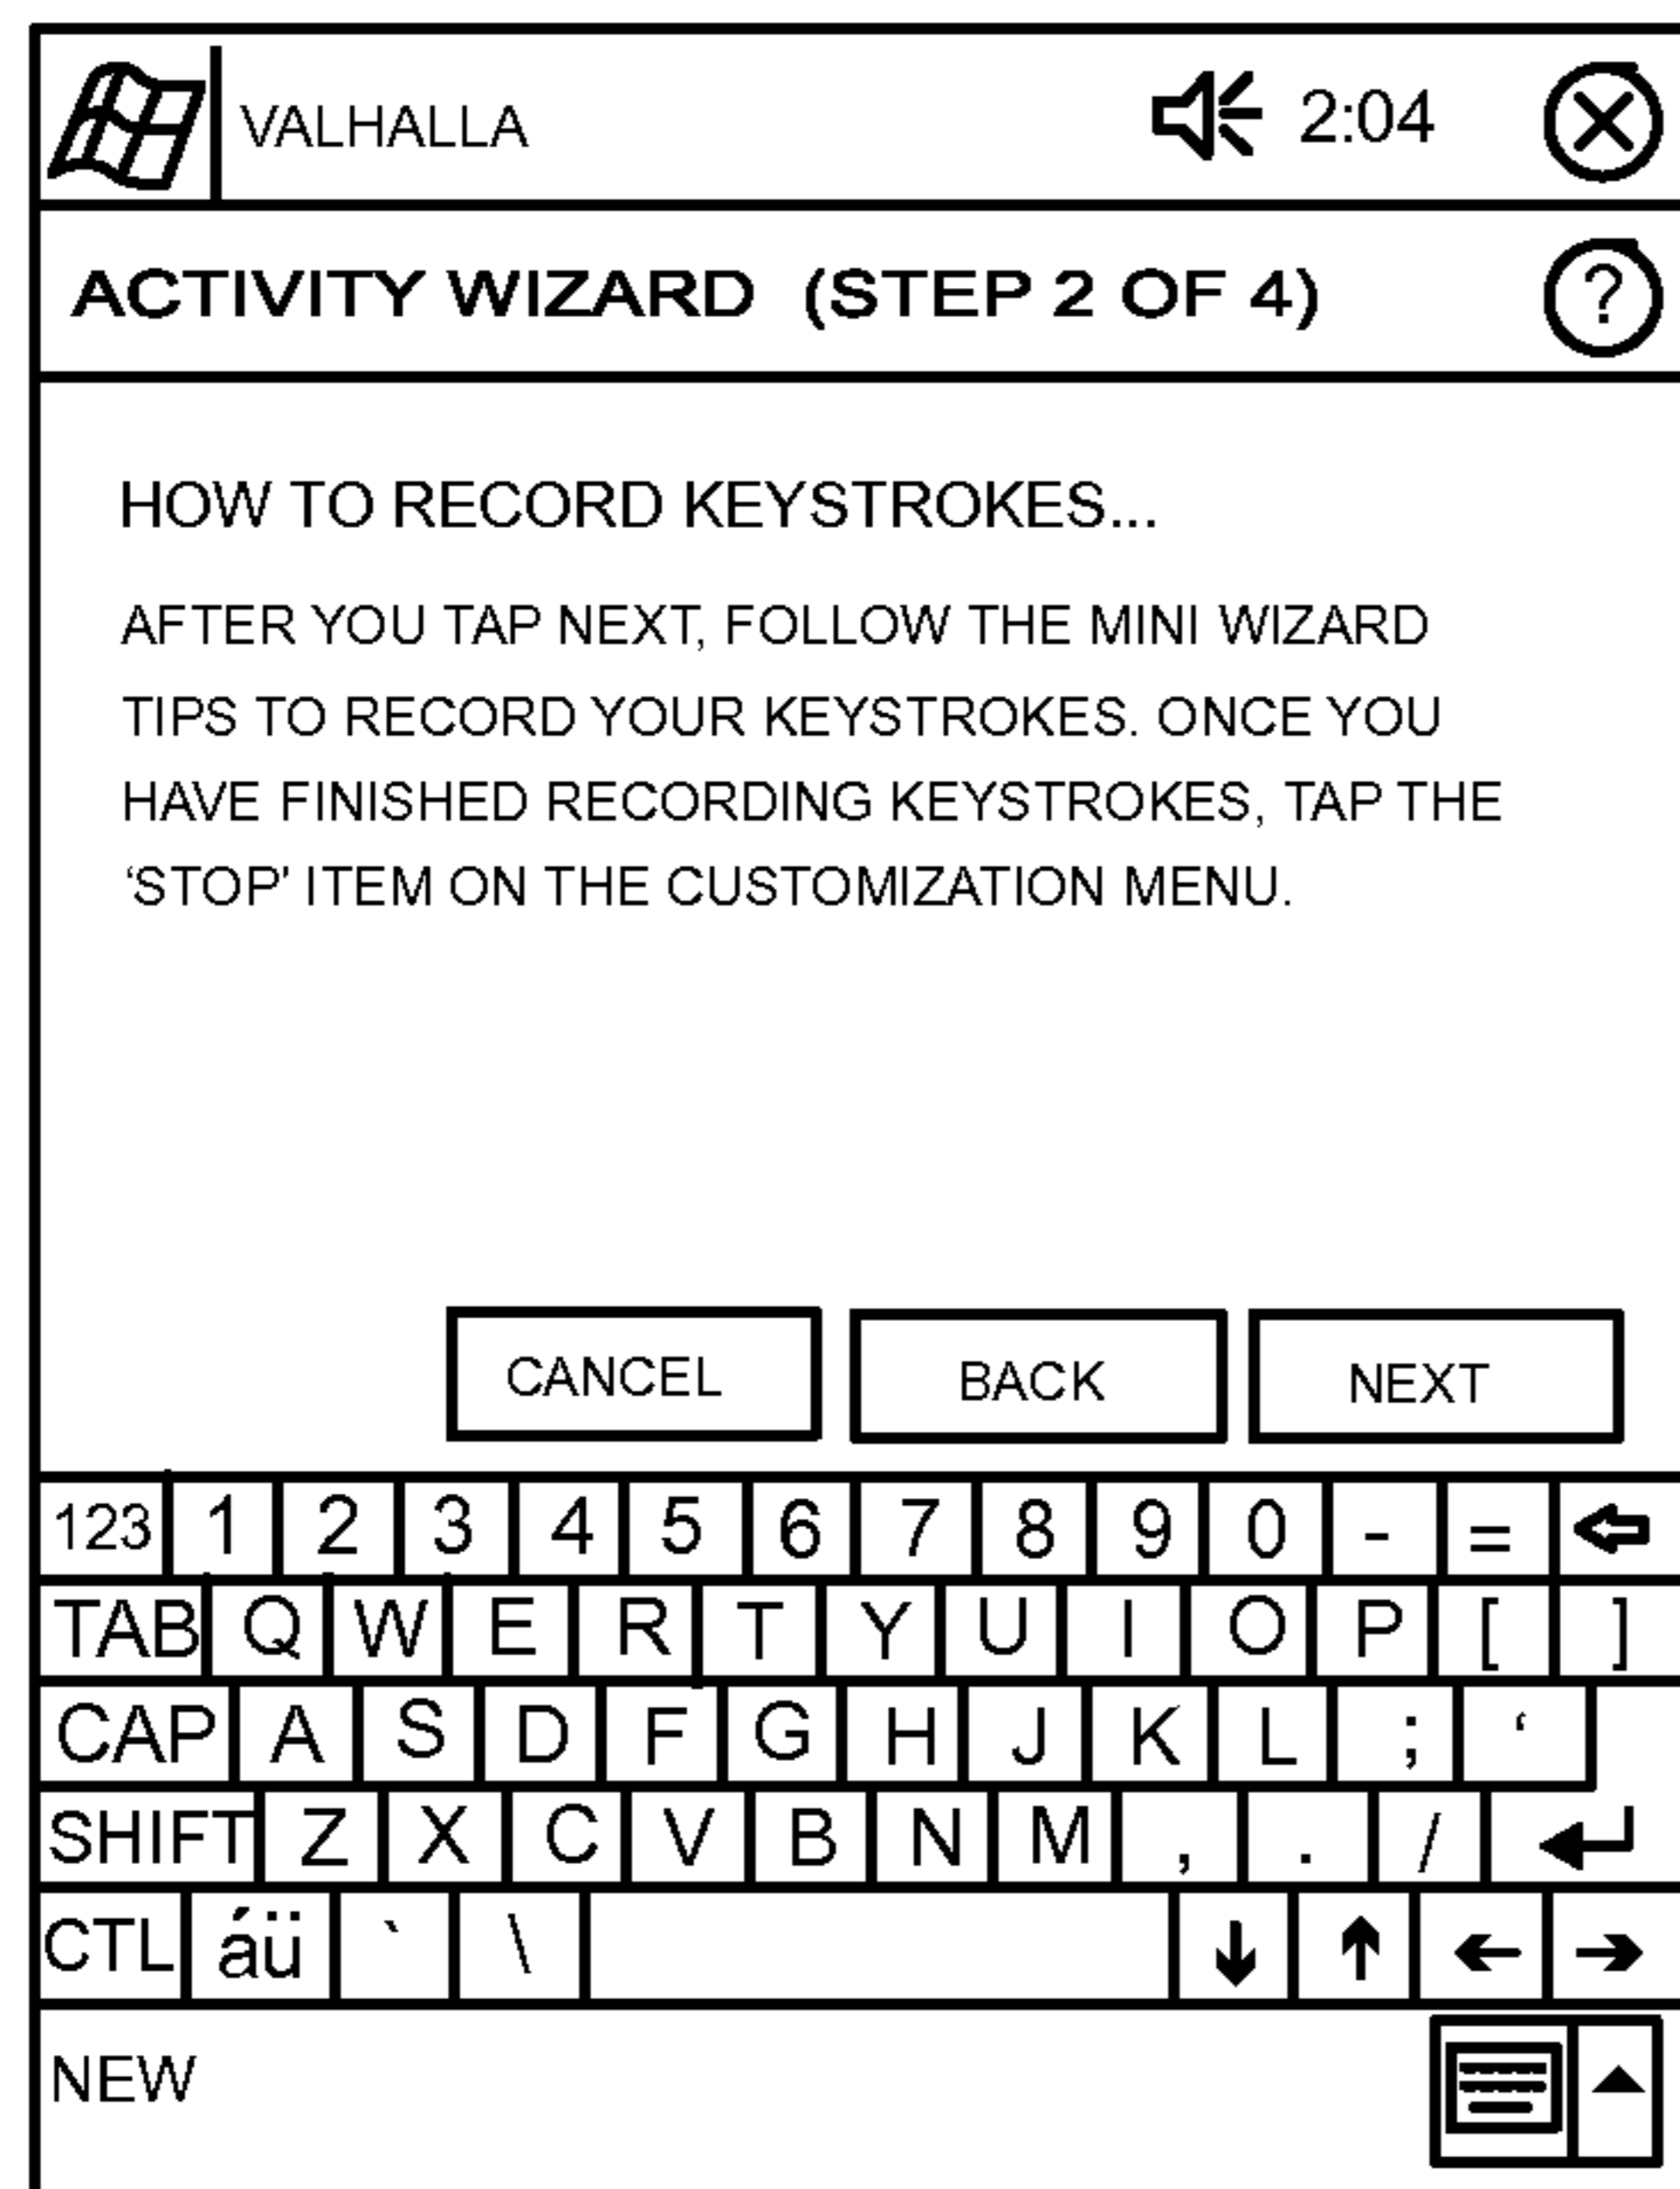 VALHALLA 2:04
ACTIVITY WIZARD (STEP 2 OF 4) ?
HOW TO RECORD KEYSTROKES...
AFTER YOU TAP NEXT, FOLLOW THE MINI WIZARD
TIPS TO RECORD YOUR KEYSTROKES. ONCE YOU
HAVE FINISHED RECORDING KEYSTROKES, TAP THE
‘STOP’ ITEM ON THE CUSTOMIZATION MENU.
CANCEL BACK NEXT
123 1 2 3 4 5 6 7 8 9 0 - =
TAB Q W E R T Y U I O P [ ]
CAP A S D F G H J K L ; ‘
SHIFT Z X C V B N M , . /
CTL áü ` \
NEW